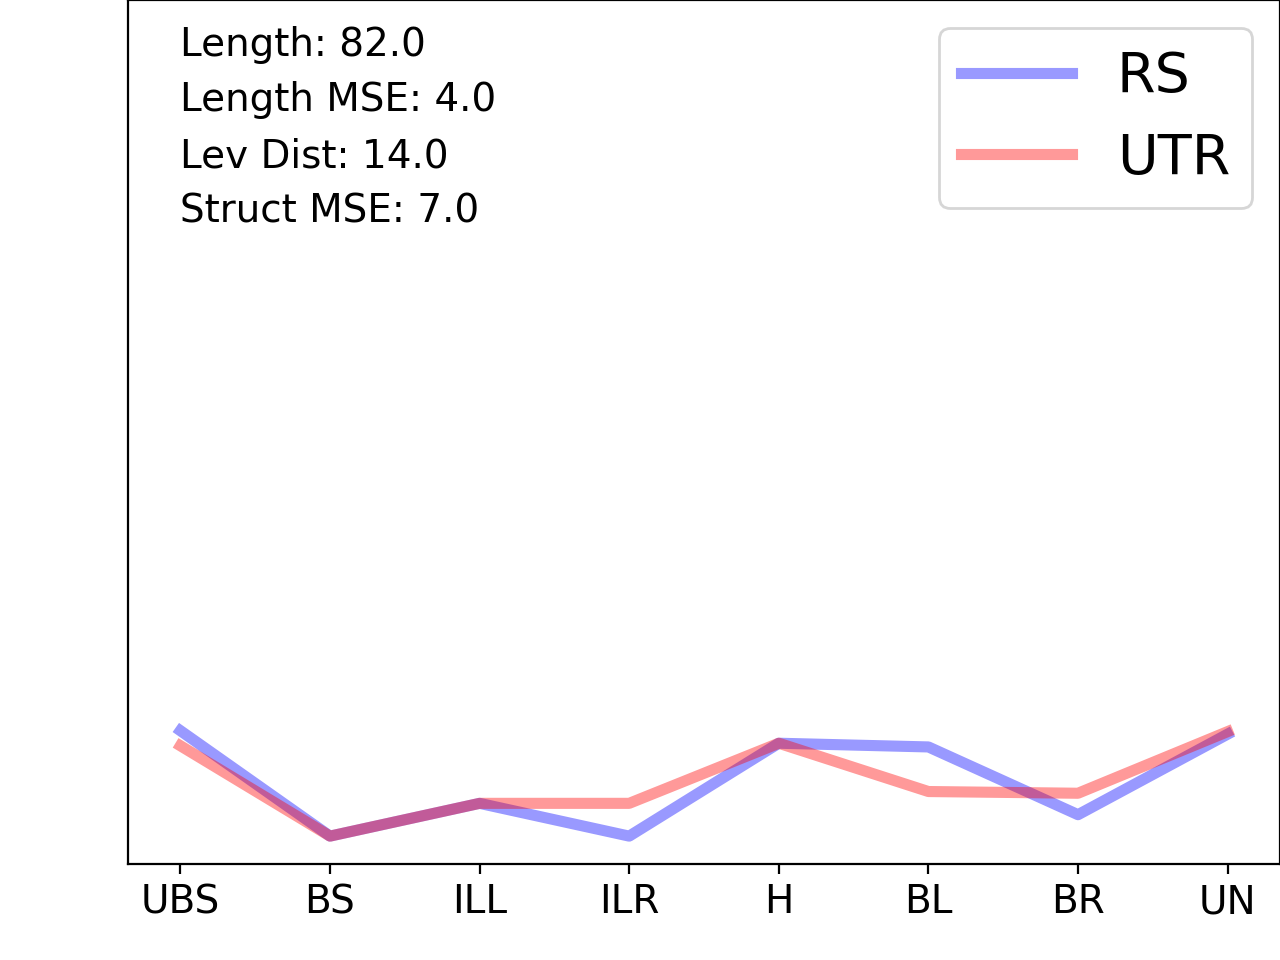 Length: 82.0
Length MSE: 4.0
Lev Dist: 14.0
Struct MSE: 7.0
RS
UTR
UBS BS ILL ILR H BL BR UN